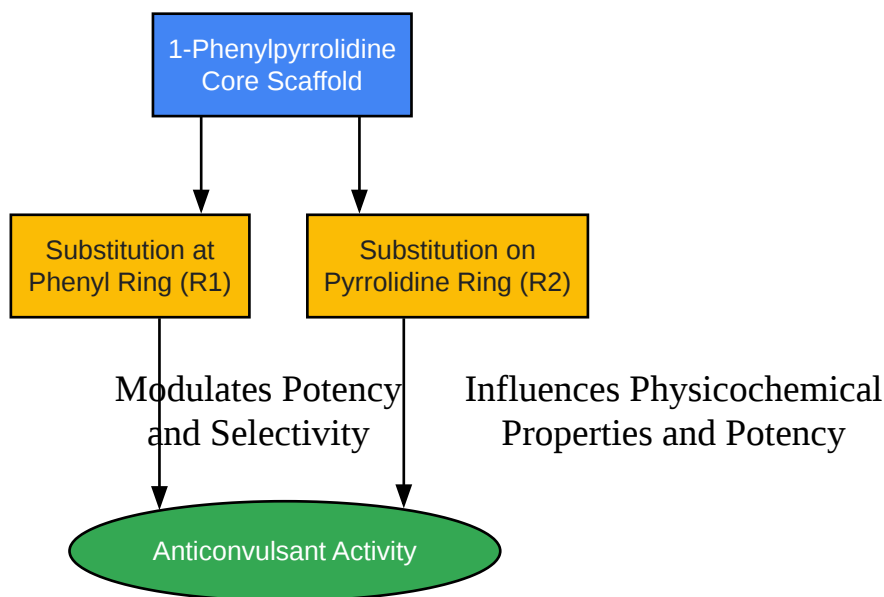 1-Phenylpyrrolidine
Core Scaffold
Substitution at
Phenyl Ring (R1)
Substitution on
Pyrrolidine Ring (R2)
Modulates Potency
and Selectivity
Influences Physicochemical
Properties and Potency
Anticonvulsant Activity